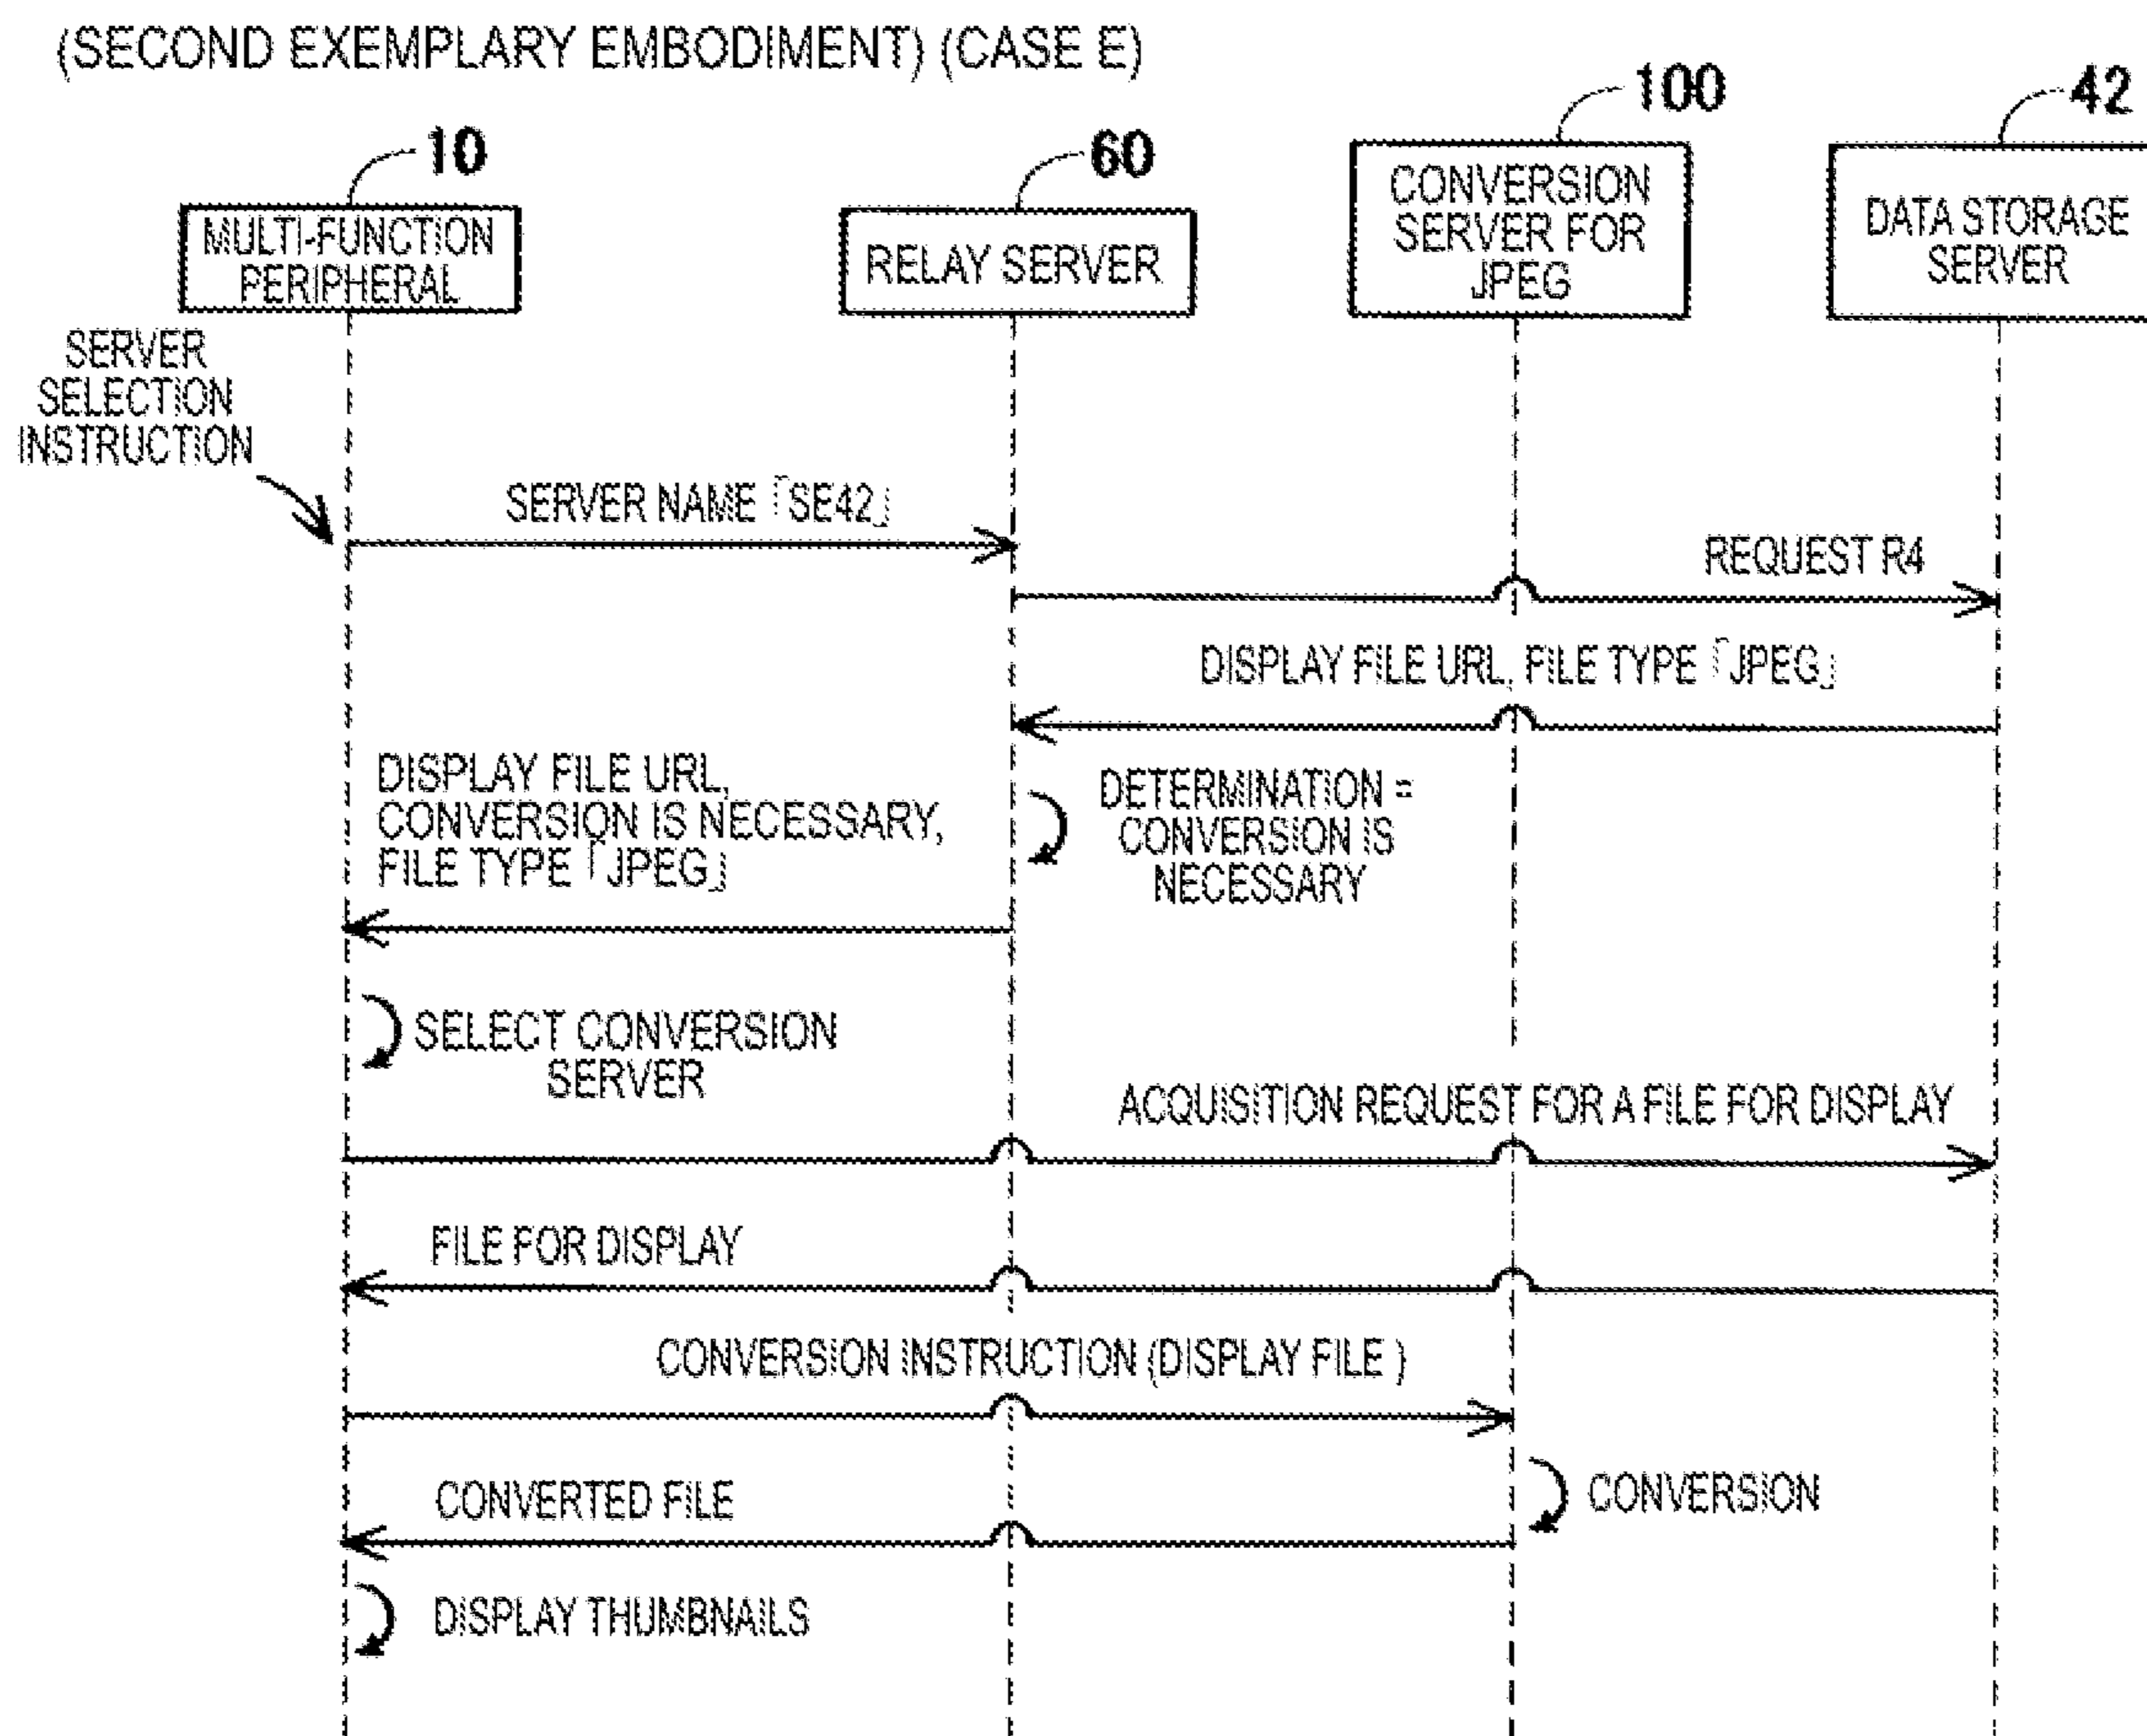 (SECOND EXEMPLARY EMBODIMENT) (CASE E)
10
60
100
42
MULTI-FUNCTION
PERIPHERAL
RELAY SERVER
CONVERSION
SERVER FOR
JPEG
DATA STORAGE
SERVER
SERVER
SELECTION
INSTRUCTION
SERVER NAME「SE42」
REQUEST R4
DISPLAY FILE URL, FILE TYPE「JPEG」
DISPLAY FILE URL,
CONVERSION IS NECESSARY,
FILE TYPE「JPEG」
DETERMINATION =
CONVERSION IS
NECESSARY
SELECT CONVERSION
SERVER
ACQUISITION REQUEST FOR A FILE FOR DISPLAY
FILE FOR DISPLAY
CONVERSION INSTRUCTION (DISPLAY FILE )
CONVERSION
CONVERTED FILE
DISPLAY THUMBNAILS